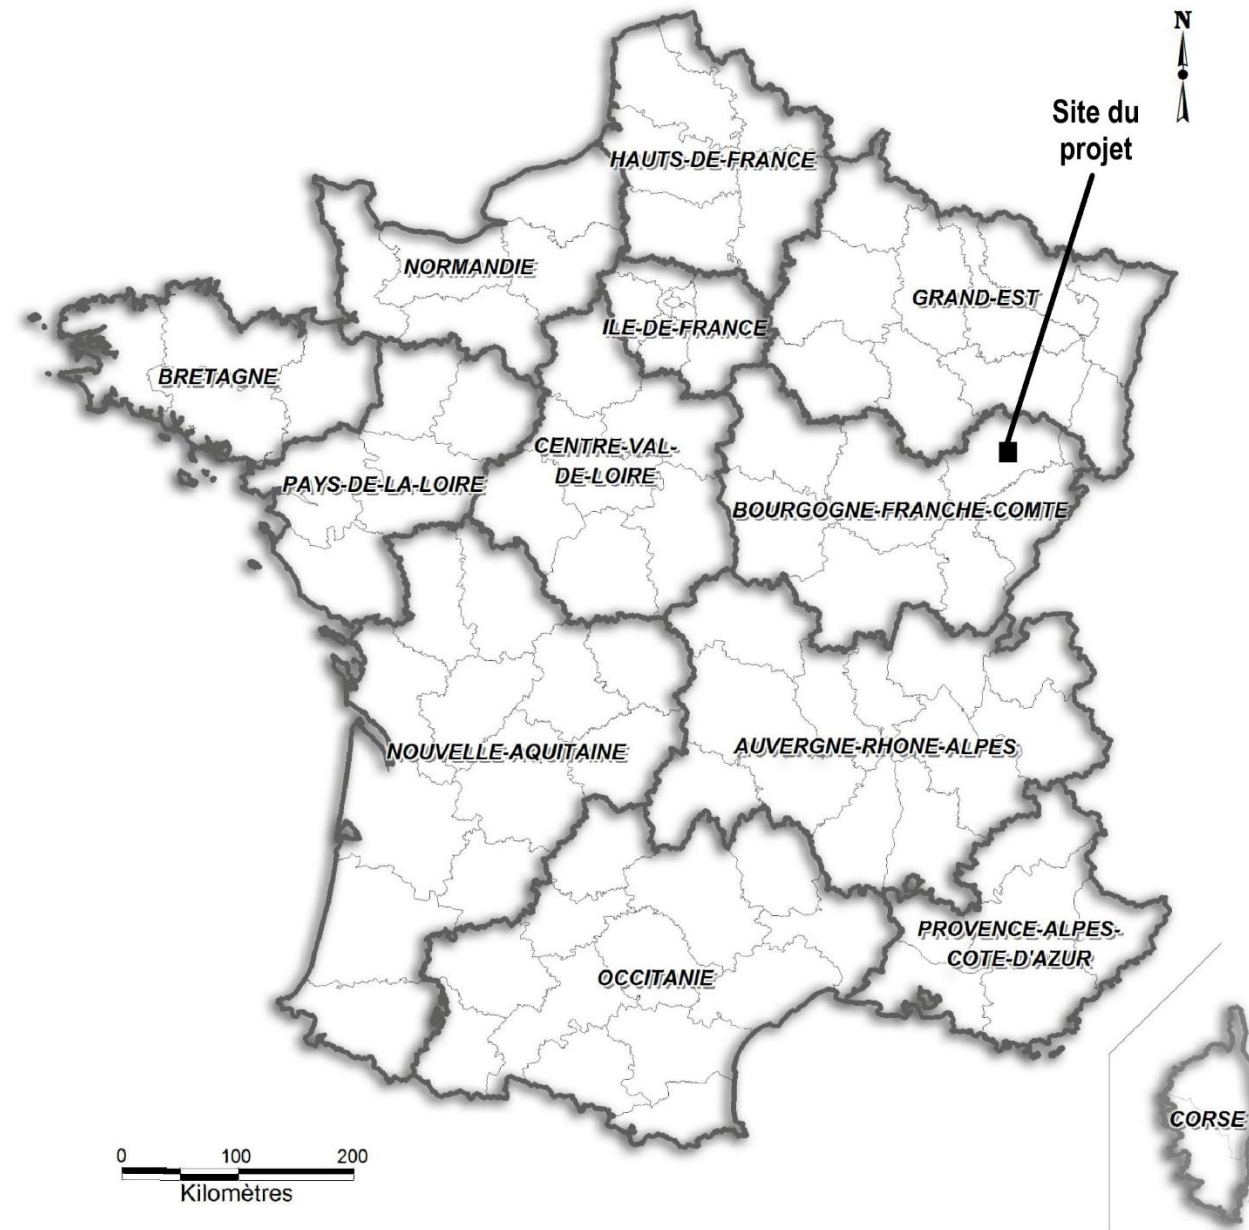 N
Site du
projet
HAUTS-DE-FRANCE
NORMANDIE
GRAND-EST
ILE-DE-FRANCE
BRETAGNE
CENTRE-VAL-
DE-LOIRE
PAYS-DE-LA-LOIRE
BOURGOGNE-FRANCHE-COMTE
NOUVELLE-AQUITAINE
AUVERGNE-RHONE-ALPES
PROVENCE-ALPES-
COTE-D'AZUR
OCCITANIE
CORSE
0 100 200
Kilomètres